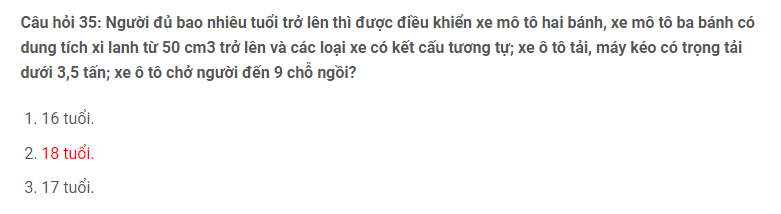 Câu hỏi 35: Người đủ bao nhiêu tuổi trở lên thì được điều khiển xe mô tô hai bánh, xe mô tô ba bánh có
dung tích xi lanh từ 50 cm3 trở lên và các loại xe có kết cấu tương tự; xe ô tô tải, máy kéo có trọng tải
dưới 3,5 tấn; xe ô tô chở người đến 9 chỗ ngồi?
1. 16 tuổi.
2. 18 tuổi.
3. 17 tuổi.